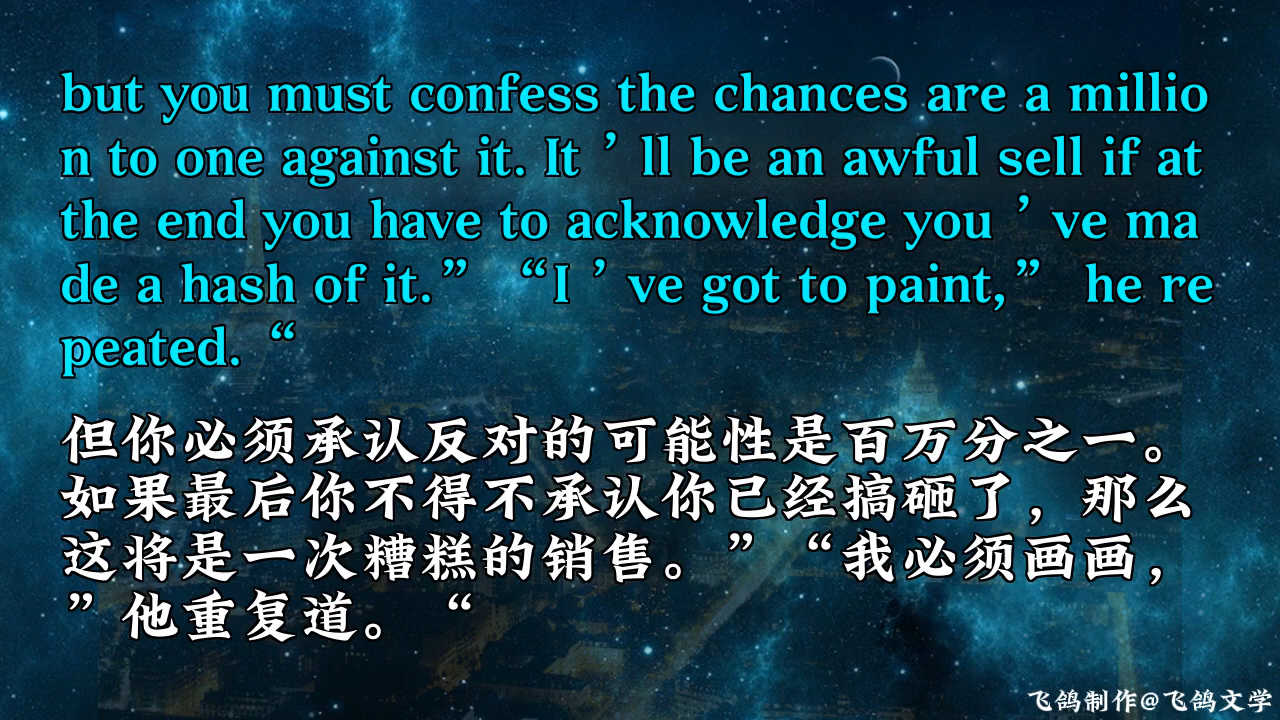 but you must confess the chances are a millio
n to one against it. It ’ ll be an awful sell if at
the end you have to acknowledge you ’ ve ma
de a hash of it.” “I ’ ve got to paint,” he re
peated. “
但你必须承认反对的可能性是百万分之一。
如果最后你不得不承认你已经搞砸了，那么
这将是一次糟糕的销售。”“我必须画画，
”他重复道。 “
飞鸽制作@飞鸽文学